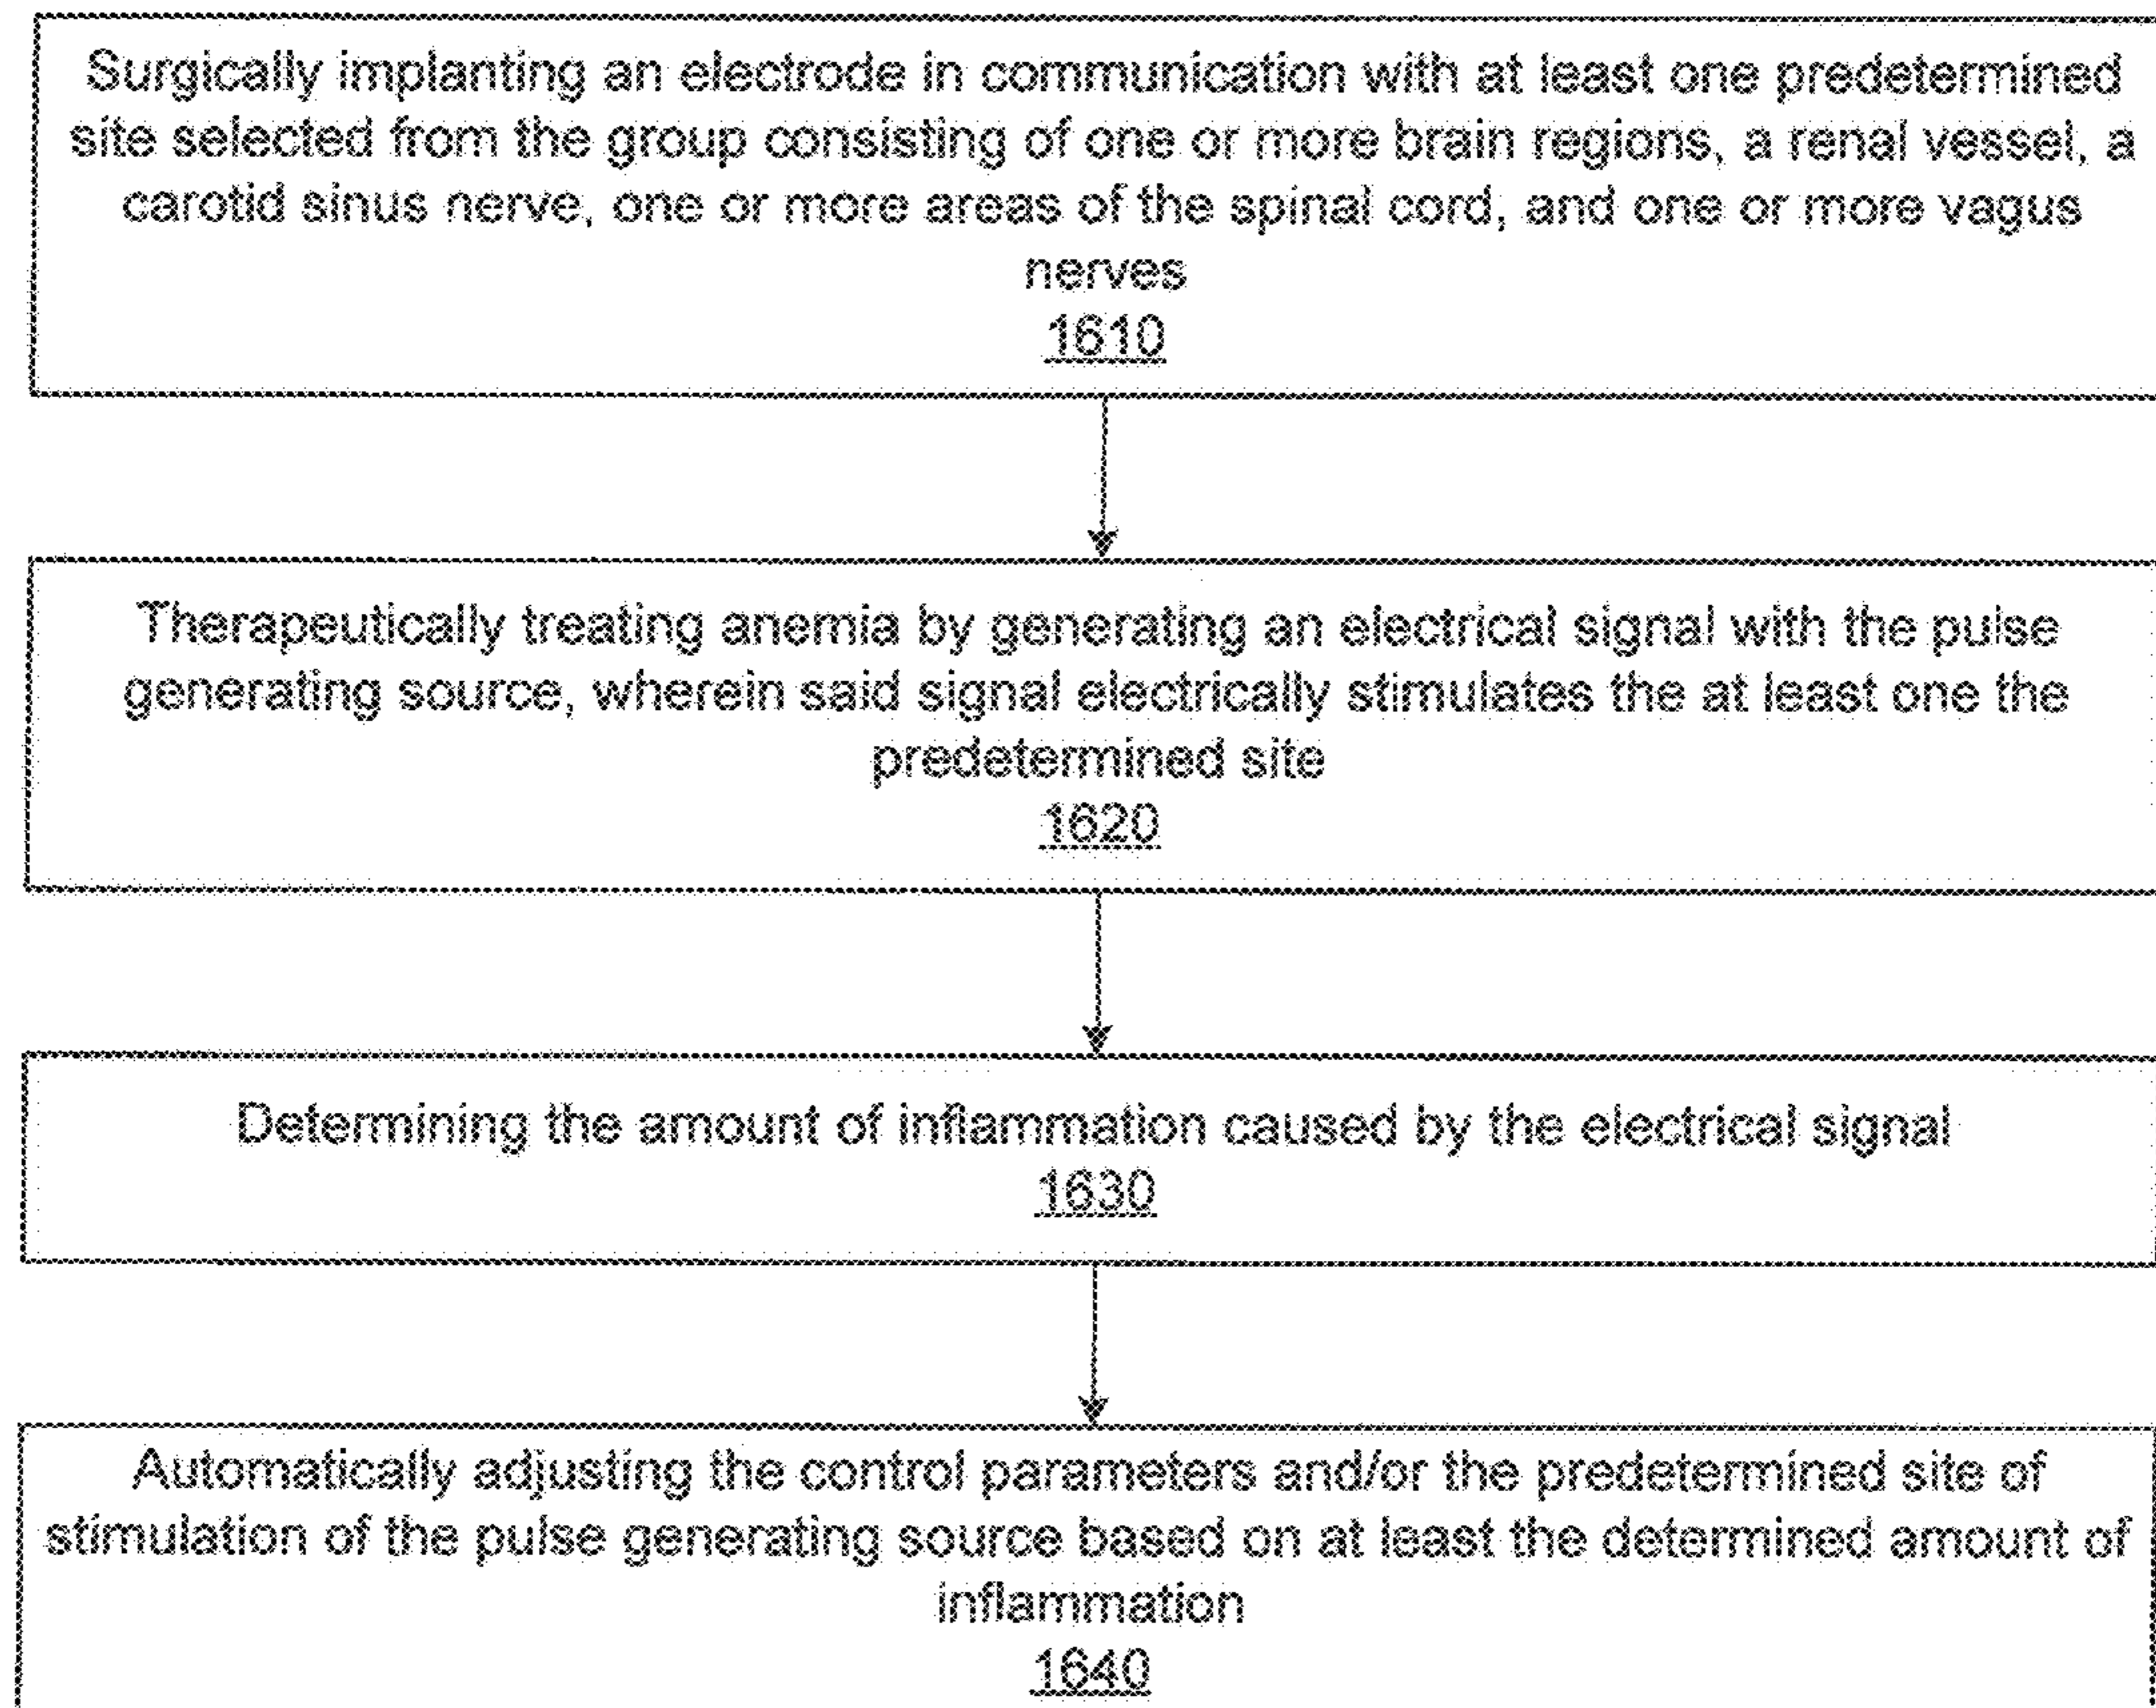 Surgically implanting an electrode in communication with at least one predetermined
site selected from the group consisting of one or more brain regions, a renal vessel, a
carotid sinus nerve, one or more areas of the spinal cord, and one or more vagus
nerves
1610
Therapeutically treating anemia by generating an electrical signal with the pulse
generating source, wherein said signal electrically stimulates the at least one the
predetermined site
1620
Determining the amount of inflammation caused by the electrical signal
1630
Automatically adjusting the control parameters and/or the predetermined site of
stimulation of the pulse generating source based on at least the determined amount of
inflammation
1640